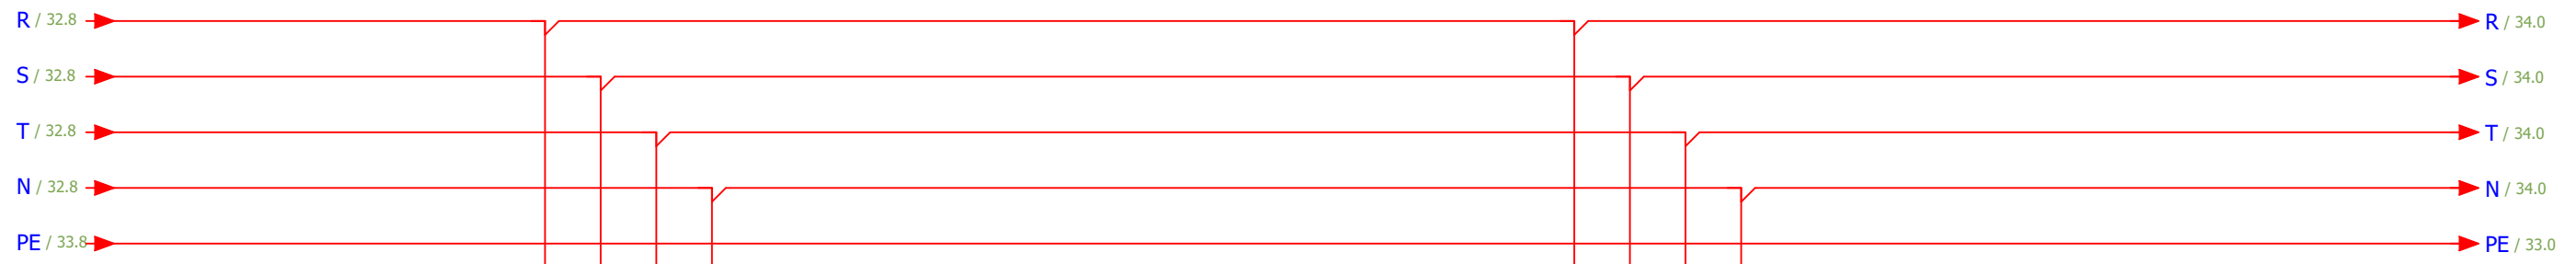 R / 32.8 R / 34.0
S / 32.8 S / 34.0
T / 32.8 T / 34.0
N / 32.8 N / 34.0
PE / 33.8 PE / 33.0